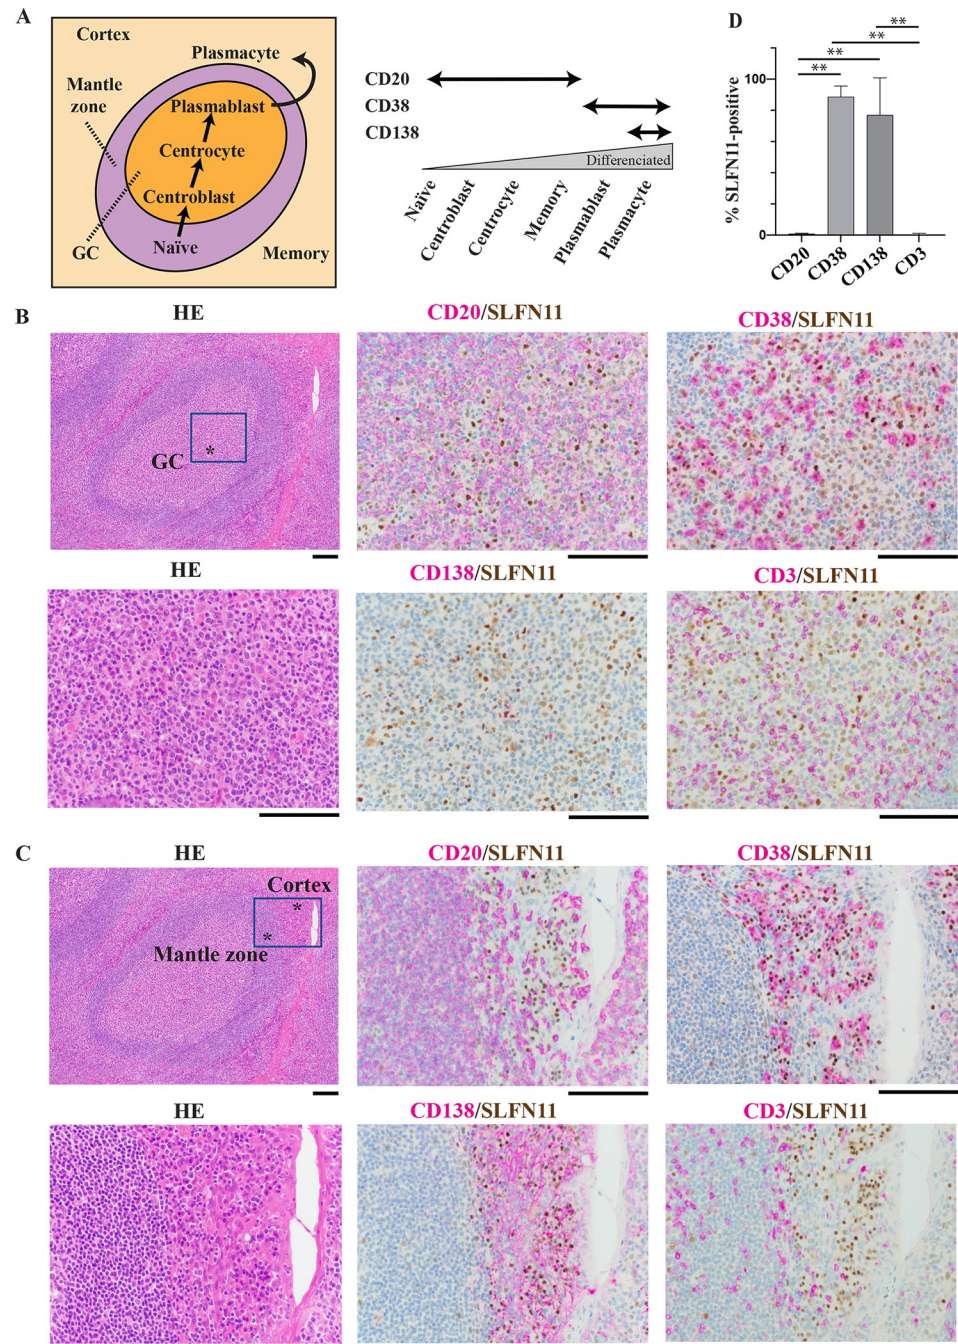 A
Cortex
Plasmacyte
Mantle
zone
Plasmablast
Centrocyte
Centroblast
Naïve
GC
Memory
CD20
CD38
CD138
Differenciated
Naïve
Centroblast
Centrocyte
Memory
Plasmablast
Plasmacyte
D
**
**
**
**
% SLFN11-positive
100
0
CD20
CD38
CD138
CD3
B
HE
CD20/SLFN11
CD38/SLFN11
GC
*
HE
CD138/SLFN11
CD3/SLFN11
C
HE
CD20/SLFN11
CD38/SLFN11
Cortex
*
*
Mantle zone
HE
CD138/SLFN11
CD3/SLFN11